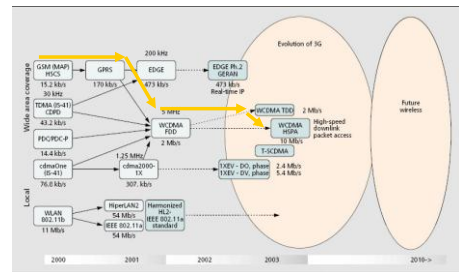 200 kHz
Evolution of 3G
GSM (MAP)
HSCS
GPRS
EDGE
EDGE Ph.2
GERAN
15.2 kb/s
170 kb/s
473 kb/s
473 kb/s
Real-time IP
30 kHz
Wide area coverage
TDMA (IS-41)
CDPD
43.2 kb/s
5 MHz
WCDMA TDD
2 Mb/s
Future
wireless
PDC/PDC-P
14.4 kb/s
WCDMA
FDD
2 Mb/s
WCDMA
HSPA
10 Mb/s
High-speed
downlink
packet access
T-SCDMA
1.25 MHz
cdmaOne
(IS-41)
76.8 kb/s
cdma2000-
1X
307. kb/s
1XEV - DO, phase
1XEV - DV, phase
2.4 Mb/s
5.4 Mb/s
Local
WLAN
802.11b
11 Mb/s
HiperLAN2
54 Mb/s
IEEE 802.11a
54 Mb/s
Harmonized
HL2-
IEEE 802.11a
standard
2000
2001
2002
2003
2010->